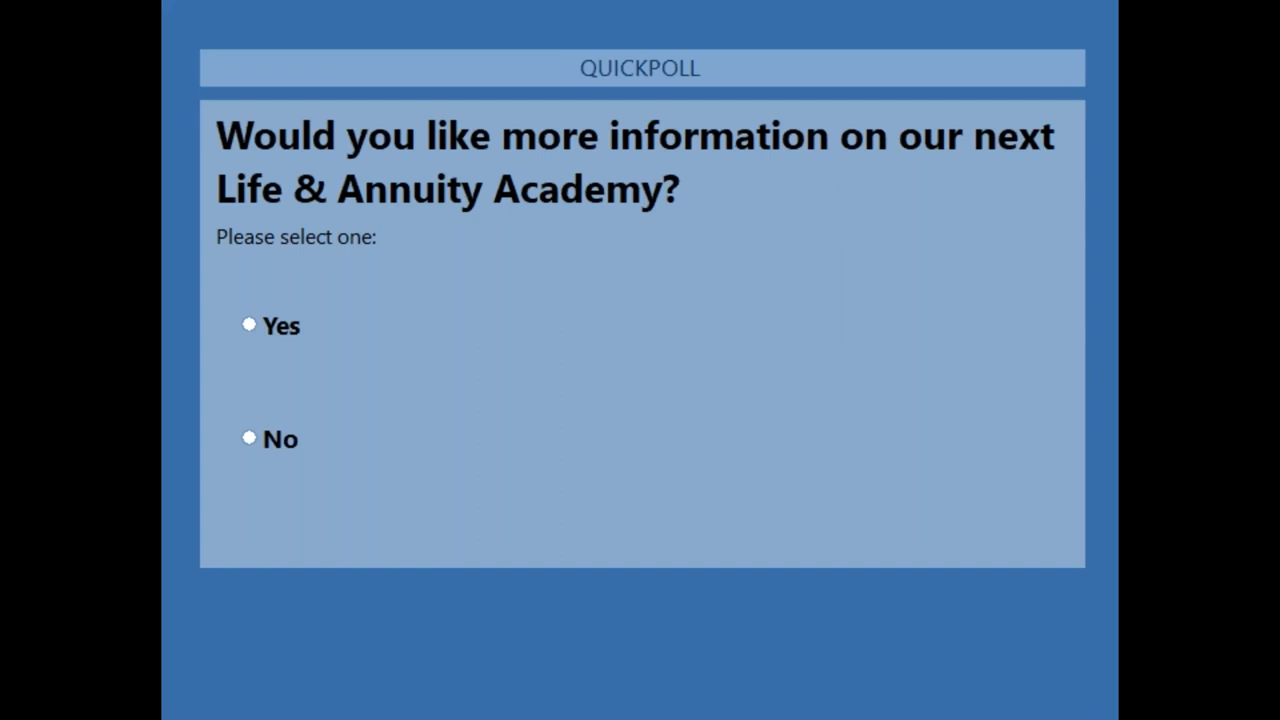 QUICKPOLL
Would you like more information on our next
Life & Annuity Academy?
Please select one:
Yes
No